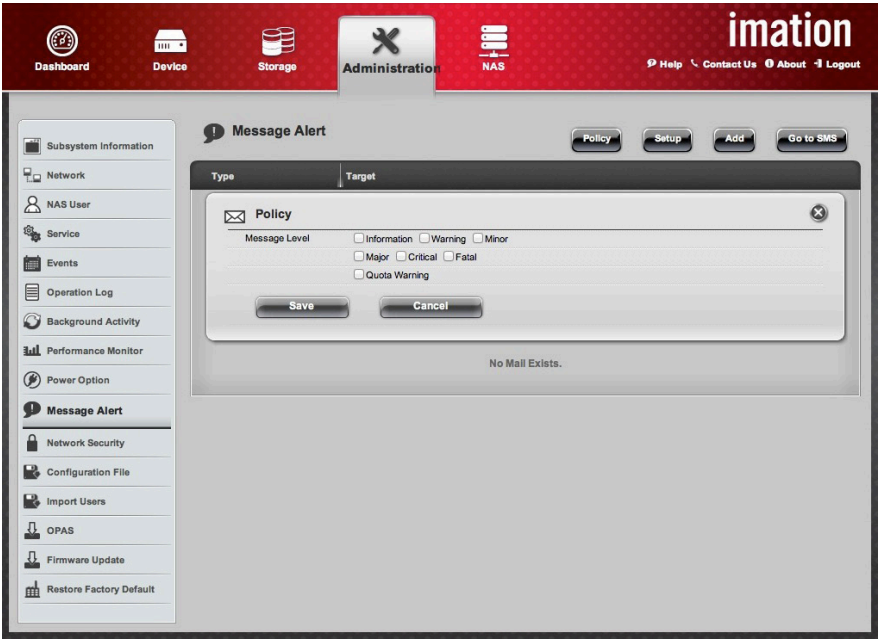 imation
Dashboard
Device
Storage
Administration
NAS
Help Contact Us About Logout
Subsystem Information
Network
NAS User
Service
Events
Operation Log
Background Activity
Performance Monitor
Power Option
Message Alert
Network Security
Configuration File
Import Users
OPAS
Firmware Update
Restore Factory Default
Message Alert
Policy Setup Add Go to SMS
Type Target
Policy
Message Level Information Warning Minor
Major Critical Fatal
Quota Warning
Save Cancel
No Mail Exists.